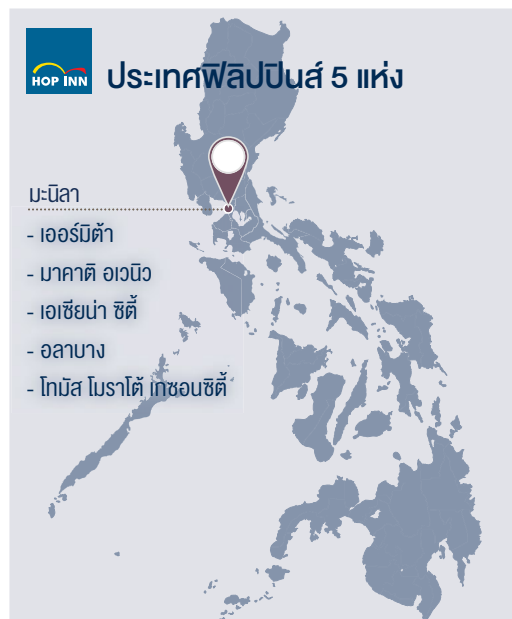 HOP INN
ประเทศฟิลิปปินส์ 5 แห่ง
มะนิลา
- เออร์มิต้า
- มาคาติ อเวนิว
- เอเซียน่า ซิตี้
- อลาบาง
- โทมัส โมราโต้ เกซอนซิตี้